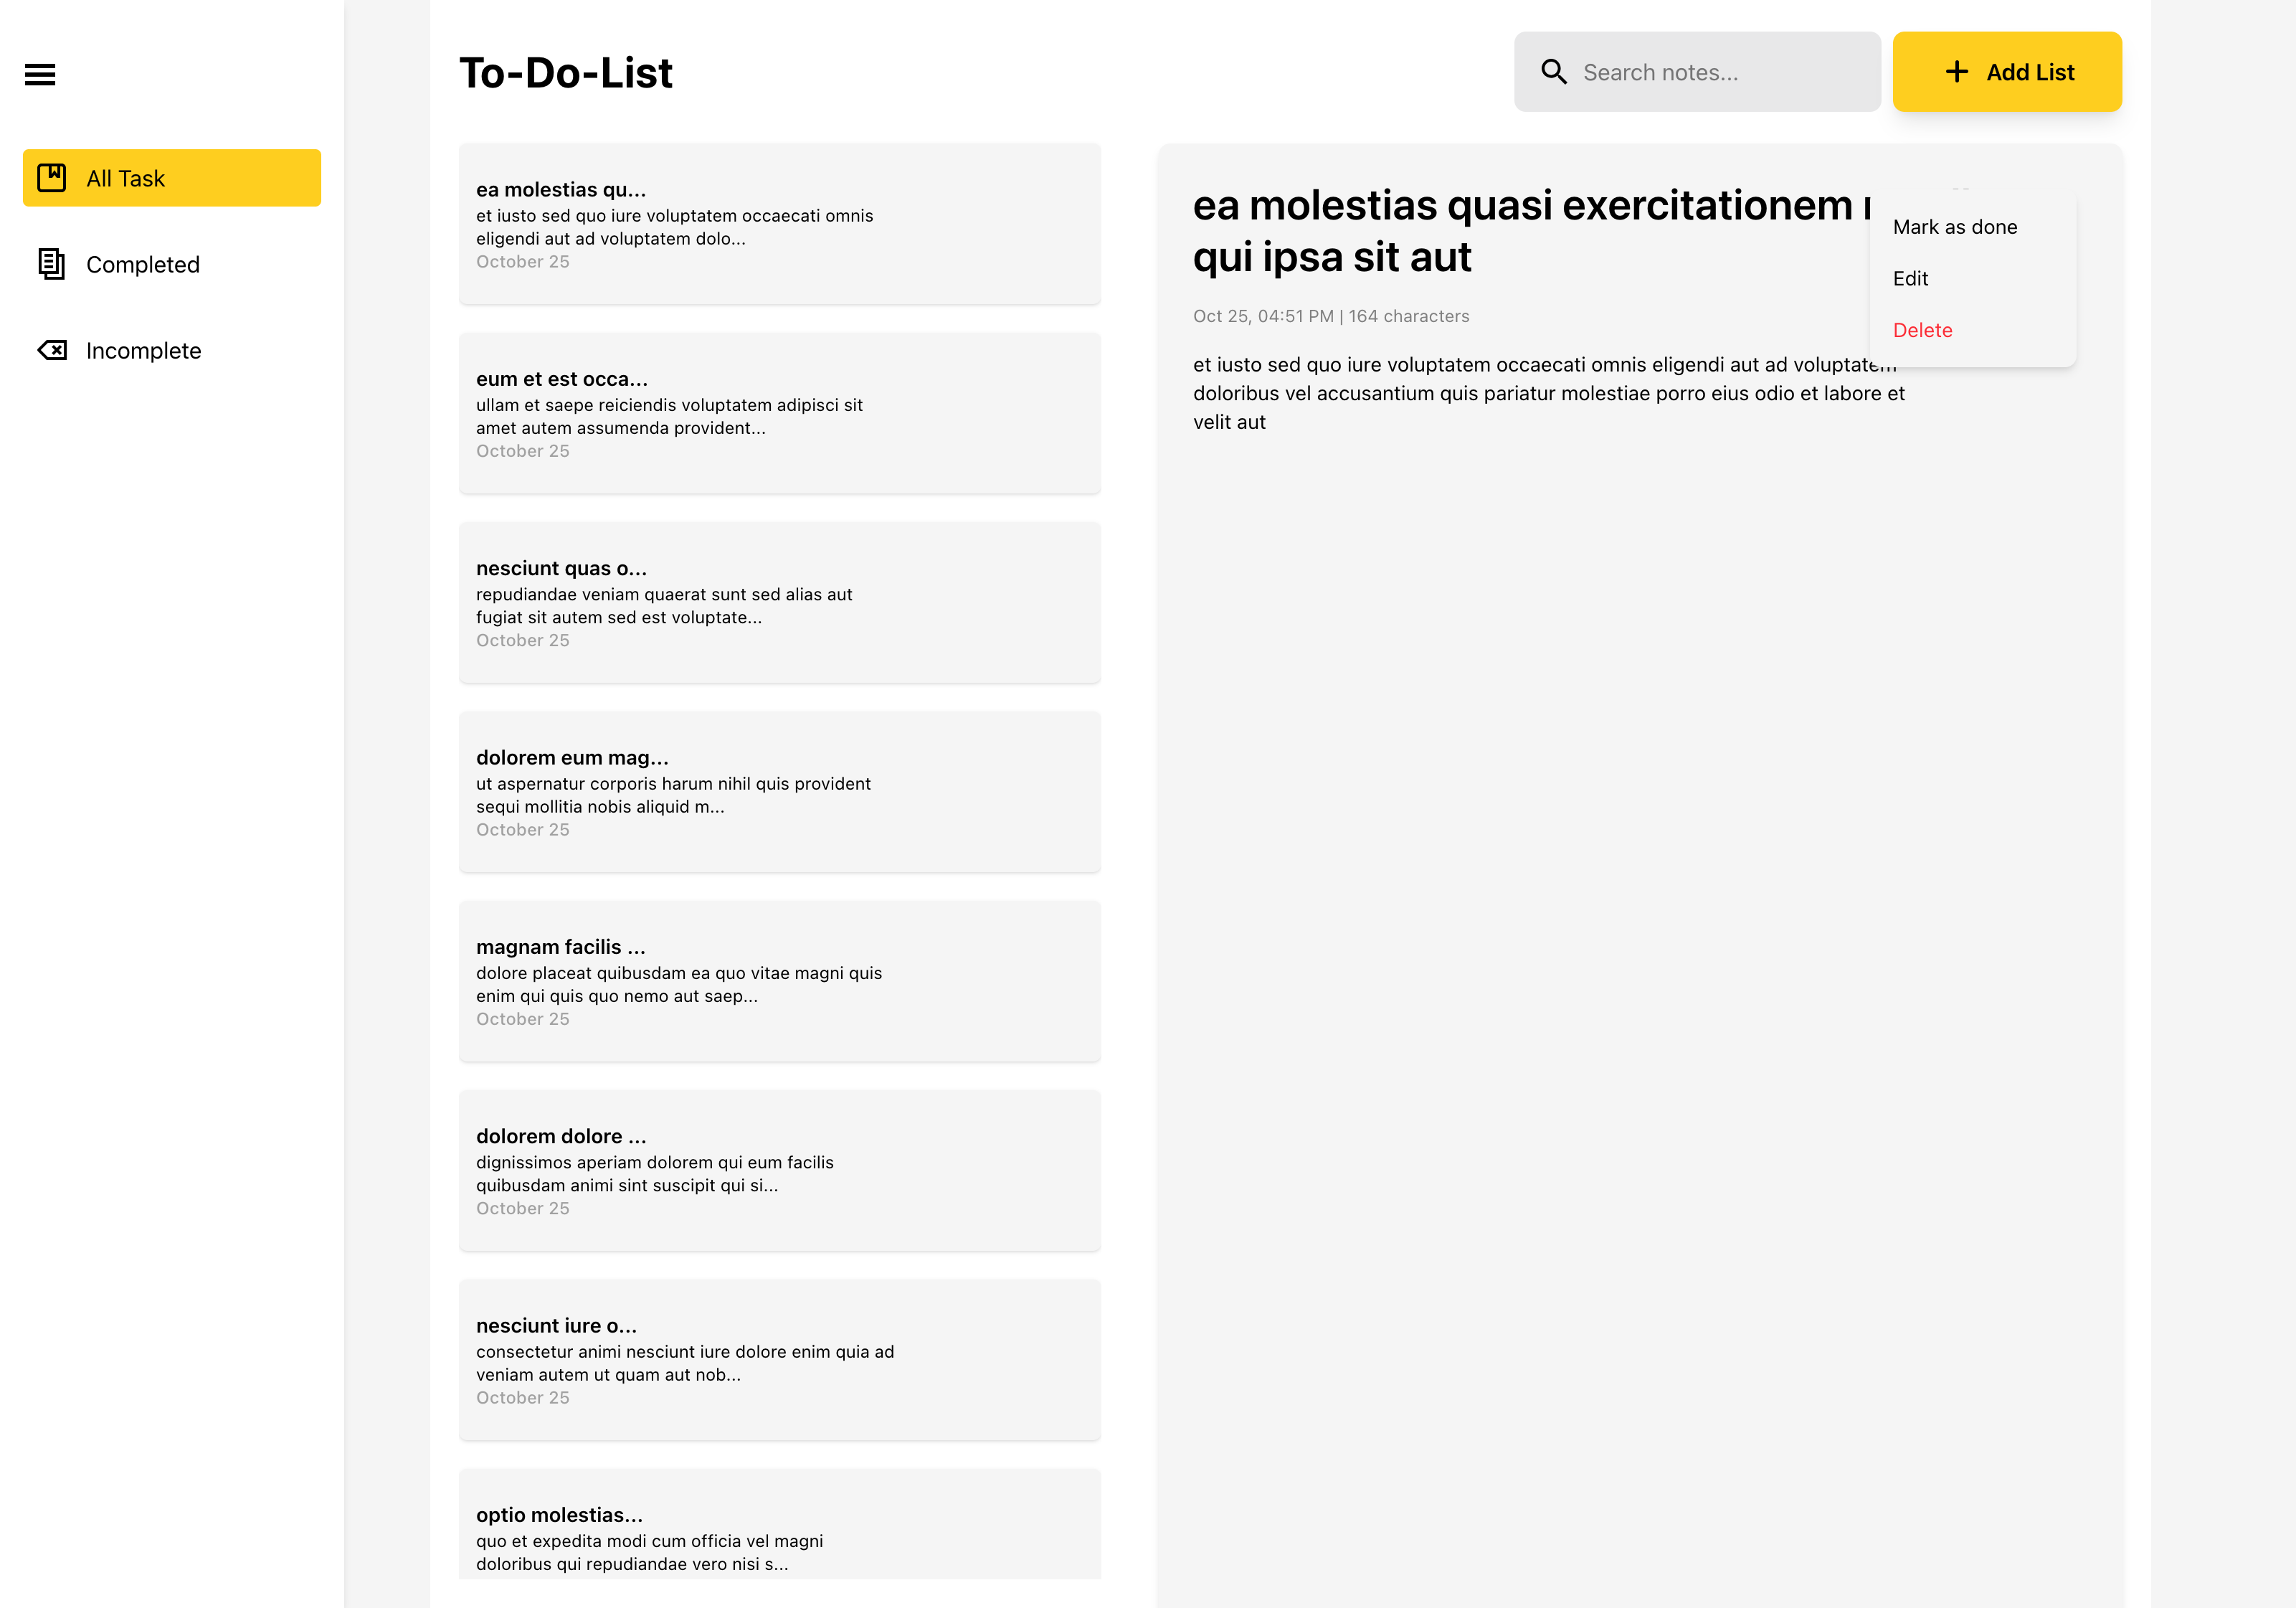 All Task
Completed
Incomplete
To-Do-List
Search notes...
Add List
ea molestias qu...
et iusto sed quo iure voluptatem occaecati omnis
eligendi aut ad voluptatem dolo...
October 25
eum et est occa...
ullam et saepe reiciendis voluptatem adipisci sit
amet autem assumenda provident...
October 25
nesciunt quas o...
repudiandae veniam quaerat sunt sed alias aut
fugiat sit autem sed est voluptate...
October 25
dolorem eum mag...
ut aspernatur corporis harum nihil quis provident
sequi mollitia nobis aliquid m...
October 25
magnam facilis ...
dolore placeat quibusdam ea quo vitae magni quis
enim qui quis quo nemo aut saep...
October 25
dolorem dolore ...
dignissimos aperiam dolorem qui eum facilis
quibusdam animi sint suscipit qui si...
October 25
nesciunt iure o...
consectetur animi nesciunt iure dolore enim quia ad
veniam autem ut quam aut nob...
October 25
optio molestias...
quo et expedita modi cum officia vel magni
doloribus qui repudiandae vero nisi s...
ea molestias quasi exercitationem
qui ipsa sit aut
Oct 25, 04:51 PM | 164 characters
et iusto sed quo iure voluptatem occaecati omnis eligendi aut ad voluptatem
doloribus vel accusantium quis pariatur molestiae porro eius odio et labore et
velit aut
Mark as done
Edit
Delete